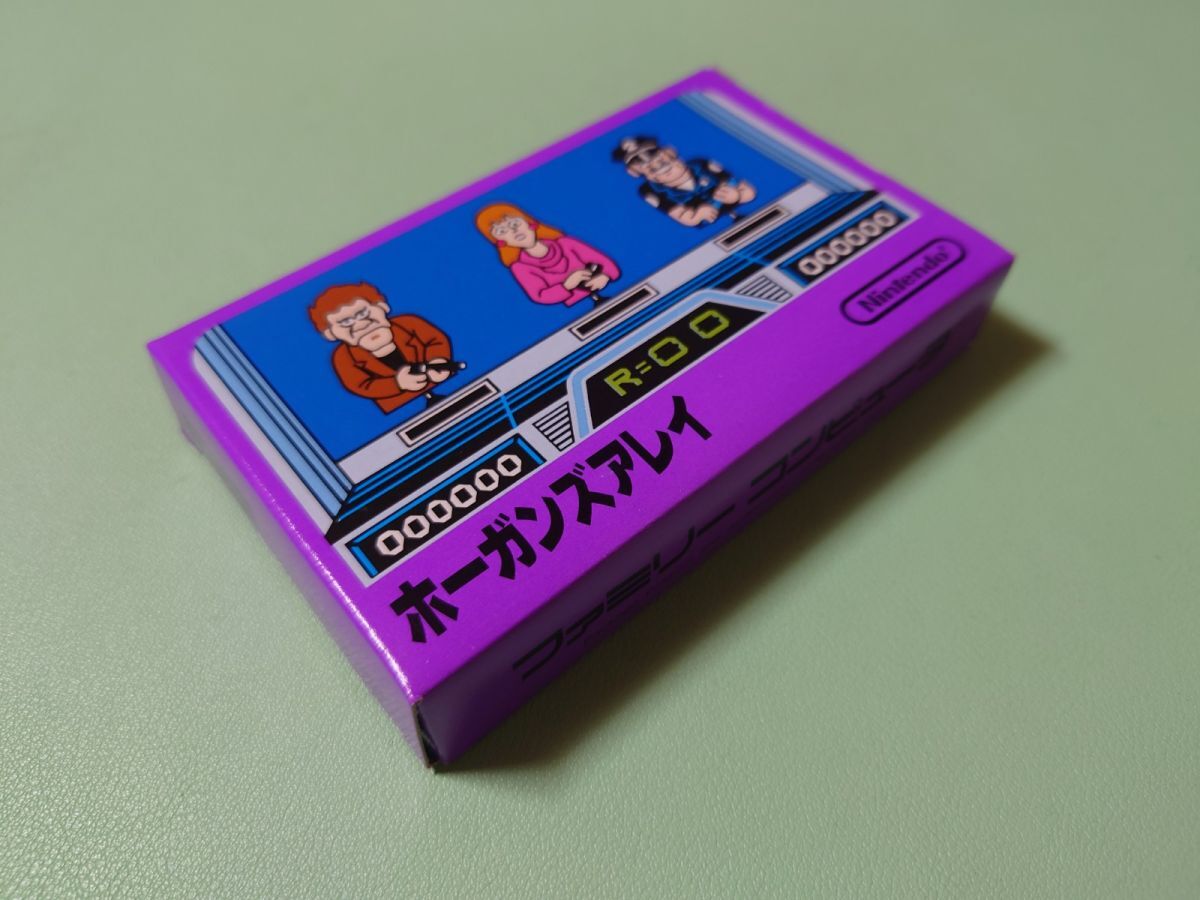 R=00
000000
000000
Nintendo
ホーガンズアレイ
ファミリー コンピュータ